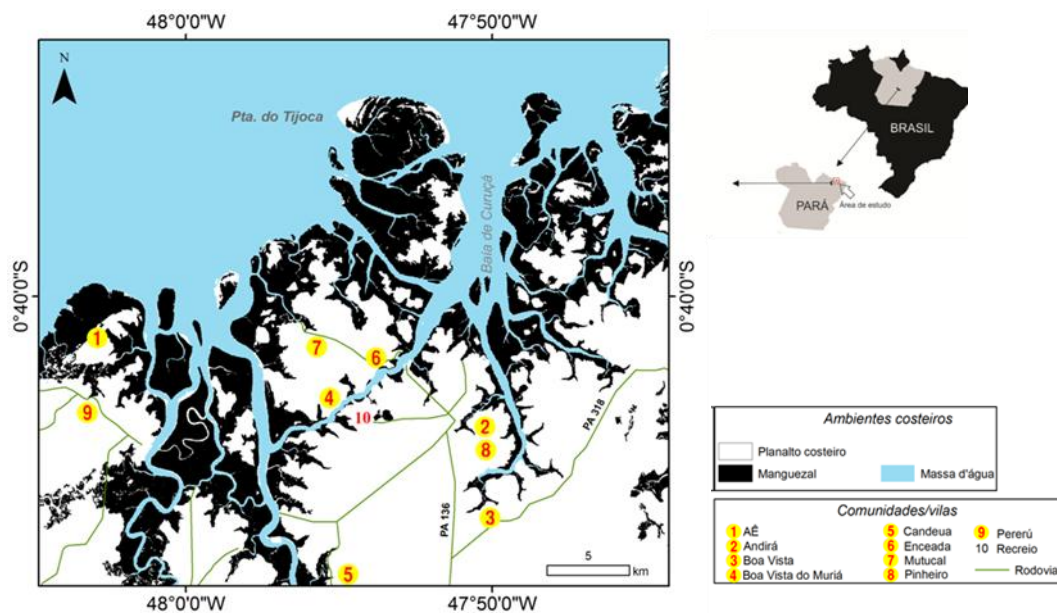 48°0'0"W
47°50'0"W
N
Pta. do Tijoca
Baía de Curuçá
0°40'0"S
0°40'0"S
1
7
6
4
9
10
2
8
PA 318
3
PA 136
5
5
km
48°0'0"W
47°50'0"W
BRASIL
PARÁ
Área de estudo
Ambientes costeiros
Planalto costeiro
Manguezal
Massa d'água
Comunidades/vilas
1 AÊ
2 Andirá
3 Boa Vista
4 Boa Vista do Muriá
5 Candeua
6 Enceada
7 Mutucal
8 Pinheiro
9 Pererú
10 Recreio
Rodovia